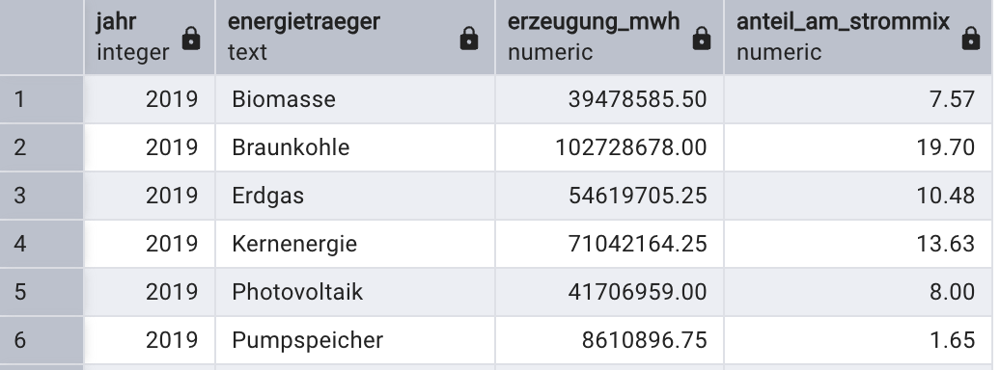 jahr energietraeger erzeugung_mwh anteil_am_strommix
integer text numeric numeric
1 2019 Biomasse 39478585.50 7.57
2 2019 Braunkohle 102728678.00 19.70
3 2019 Erdgas 54619705.25 10.48
4 2019 Kernenergie 71042164.25 13.63
5 2019 Photovoltaik 41706959.00 8.00
6 2019 Pumpspeicher 8610896.75 1.65